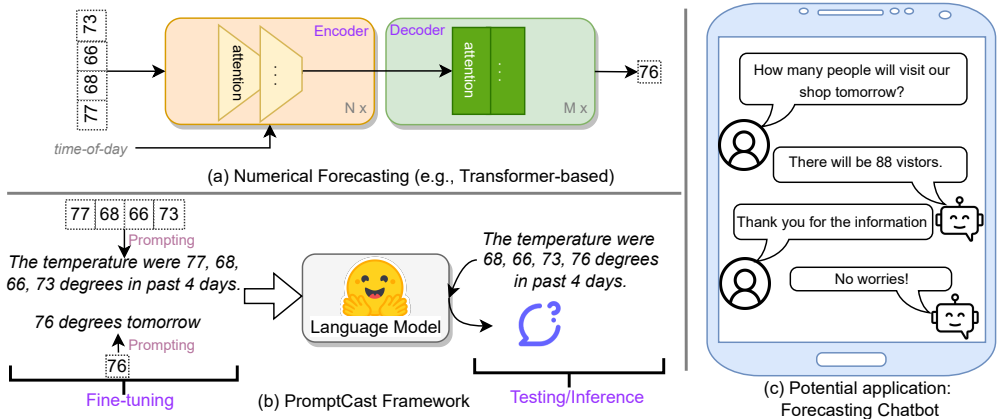 73
66
68
77
Encoder
attention
...
N x
Decoder
attention
...
M x
76
time-of-day
(a) Numerical Forecasting (e.g., Transformer-based)
77 68 66 73
Prompting
The temperature were 77, 68,
66, 73 degrees in past 4 days.
76 degrees tomorrow
Prompting
76
Fine-tuning
Language Model
The temperature were
68, 66, 73, 76 degrees
in past 4 days.
?
Testing/Inference
(b) PromptCast Framework
How many people will visit our
shop tomorrow?
There will be 88 vistors.
Thank you for the information
No worries!
(c) Potential application:
Forecasting Chatbot